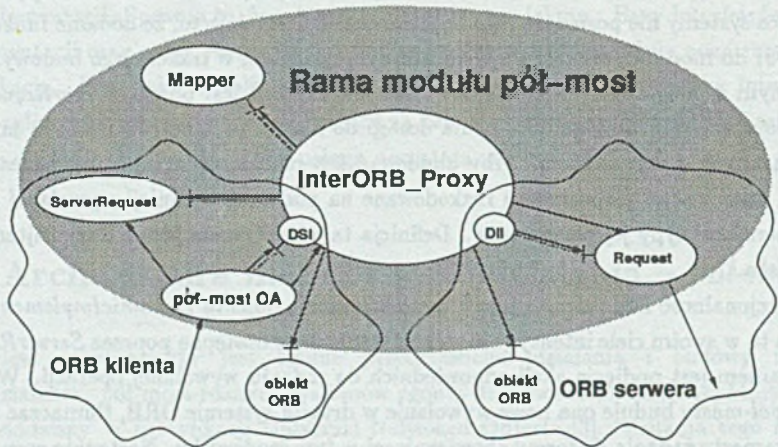 Mapper
Rama modułu pół-most
InterORB_Proxy
ServerRequest
DSI
DII
Request
pół-most OA
ORB klienta
obiekt
ORB
obiekt
ORB
ORB serwera